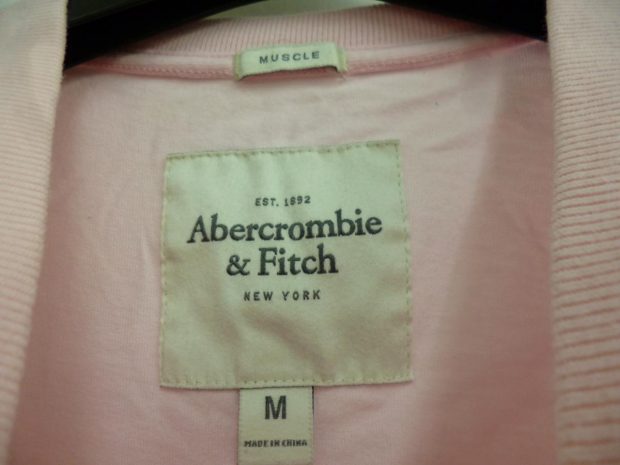 MUSCLE
EST. 1892
Abercrombie
& Fitch
NEW YORK
M
MADE IN CHINA